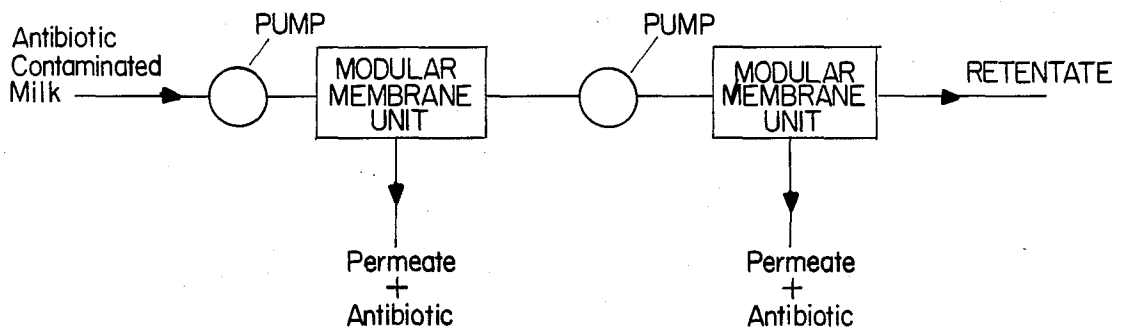 Antibiotic
Contaminated
Milk
PUMP
MODULAR
MEMBRANE
UNIT
Permeate
+
Antibiotic
PUMP
MODULAR
MEMBRANE
UNIT
Permeate
+
Antibiotic
RETENTATE